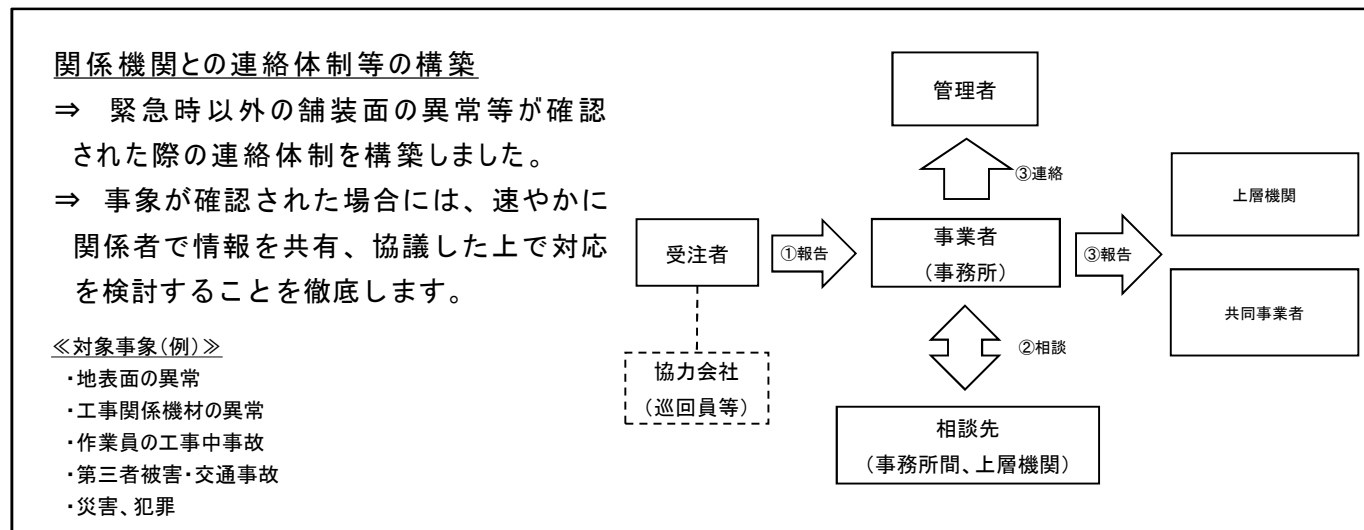 関係機関との連絡体制等の構築
⇒ 緊急時以外の舗装面の異常等が確認
された際の連絡体制を構築しました。
⇒ 事象が確認された場合には、速やかに
関係者で情報を共有、協議した上で対応
を検討することを徹底します。
≪対象事象(例)≫
・地表面の異常
・工事関係機材の異常
・作業員の工事中事故
・第三者被害・交通事故
・災害、犯罪
管理者
③連絡
受注者
①報告
事業者
(事務所)
③報告
上層機関
共同事業者
②相談
協力会社
(巡回員等)
相談先
(事務所間、上層機関)